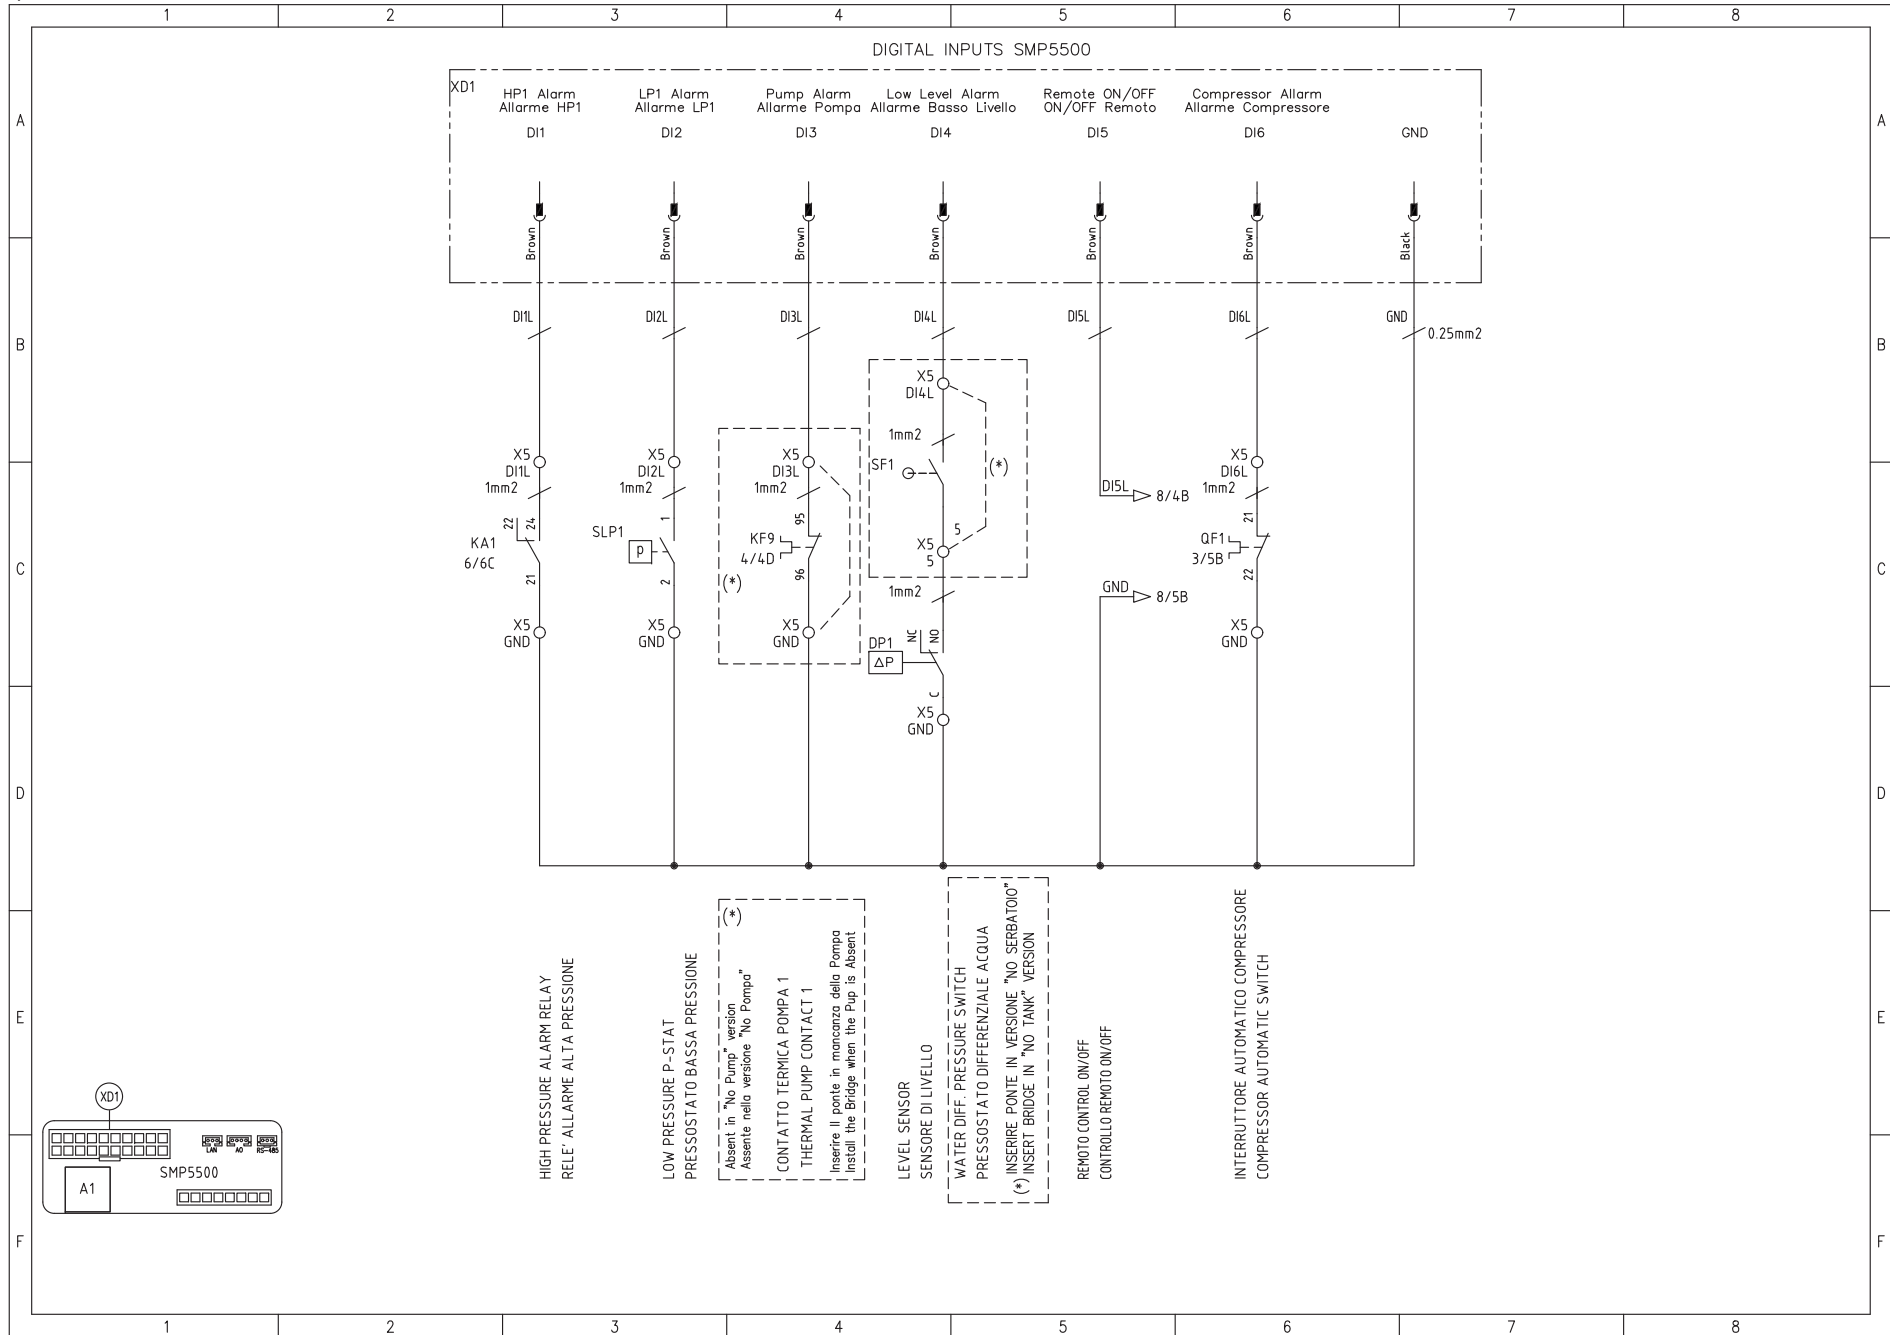 1 2 3 4 5 6 7 8
DIGITAL INPUTS SMP5500
XD1
HP1 Alarm
Allarme HP1
DI1
LP1 Alarm
Allarme LP1
DI2
Pump Alarm
Allarme Pompa
DI3
Low Level Alarm
Allarme Basso Livello
DI4
Remote ON/OFF
ON/OFF Remoto
DI5
Compressor Allarm
Allarme Compressore
DI6
GND
A A
Brown Brown Brown Brown Brown Brown Black
DI1L DI2L DI3L DI4L DI5L DI6L GND
0.25mm2
B B
X5
DI4L
1mm2
SF1
(*)
5
X5
5
1mm2
DP1
ΔP
NC
NO
C
X5
GND
X5
DI1L
1mm2
22
24
KA1
6/6C
21
X5
GND
X5
DI2L
1mm2
1
SLP1
P
2
X5
GND
X5
DI3L
1mm2
95
KF9
4/4D
96
(*)
X5
GND
DI5L
8/4B
GND
8/5B
X5
DI6L
1mm2
21
QF1
3/5B
22
X5
GND
C C
D D
HIGH PRESSURE ALARM RELAY
RELE' ALLARME ALTA PRESSIONE
LOW PRESSURE P-STAT
PRESSOSTATO BASSA PRESSIONE
(*)
Absent in "No Pump" version
Assente nella versione "No Pompa"
CONTATTO TERMICA POMPA 1
THERMAL PUMP CONTACT 1
Inserire Il ponte in mancanza della Pompa
Install the Bridge when the Pup is Absent
LEVEL SENSOR
SENSORE DI LIVELLO
WATER DIFF. PRESSURE SWITCH
PRESSOSTATO DIFFERENZIALE ACQUA
(*) INSERIRE PONTE IN VERSIONE "NO SERBATOIO"
INSERT BRIDGE IN "NO TANK" VERSION
REMOTO CONTROL ON/OFF
CONTROLLO REMOTO ON/OFF
INTERRUTTORE AUTOMATICO COMPRESSORE
COMPRESSOR AUTOMATIC SWITCH
E E
XD1
LAN AO RS-485
SMP5500
A1
F F
1 2 3 4 5 6 7 8